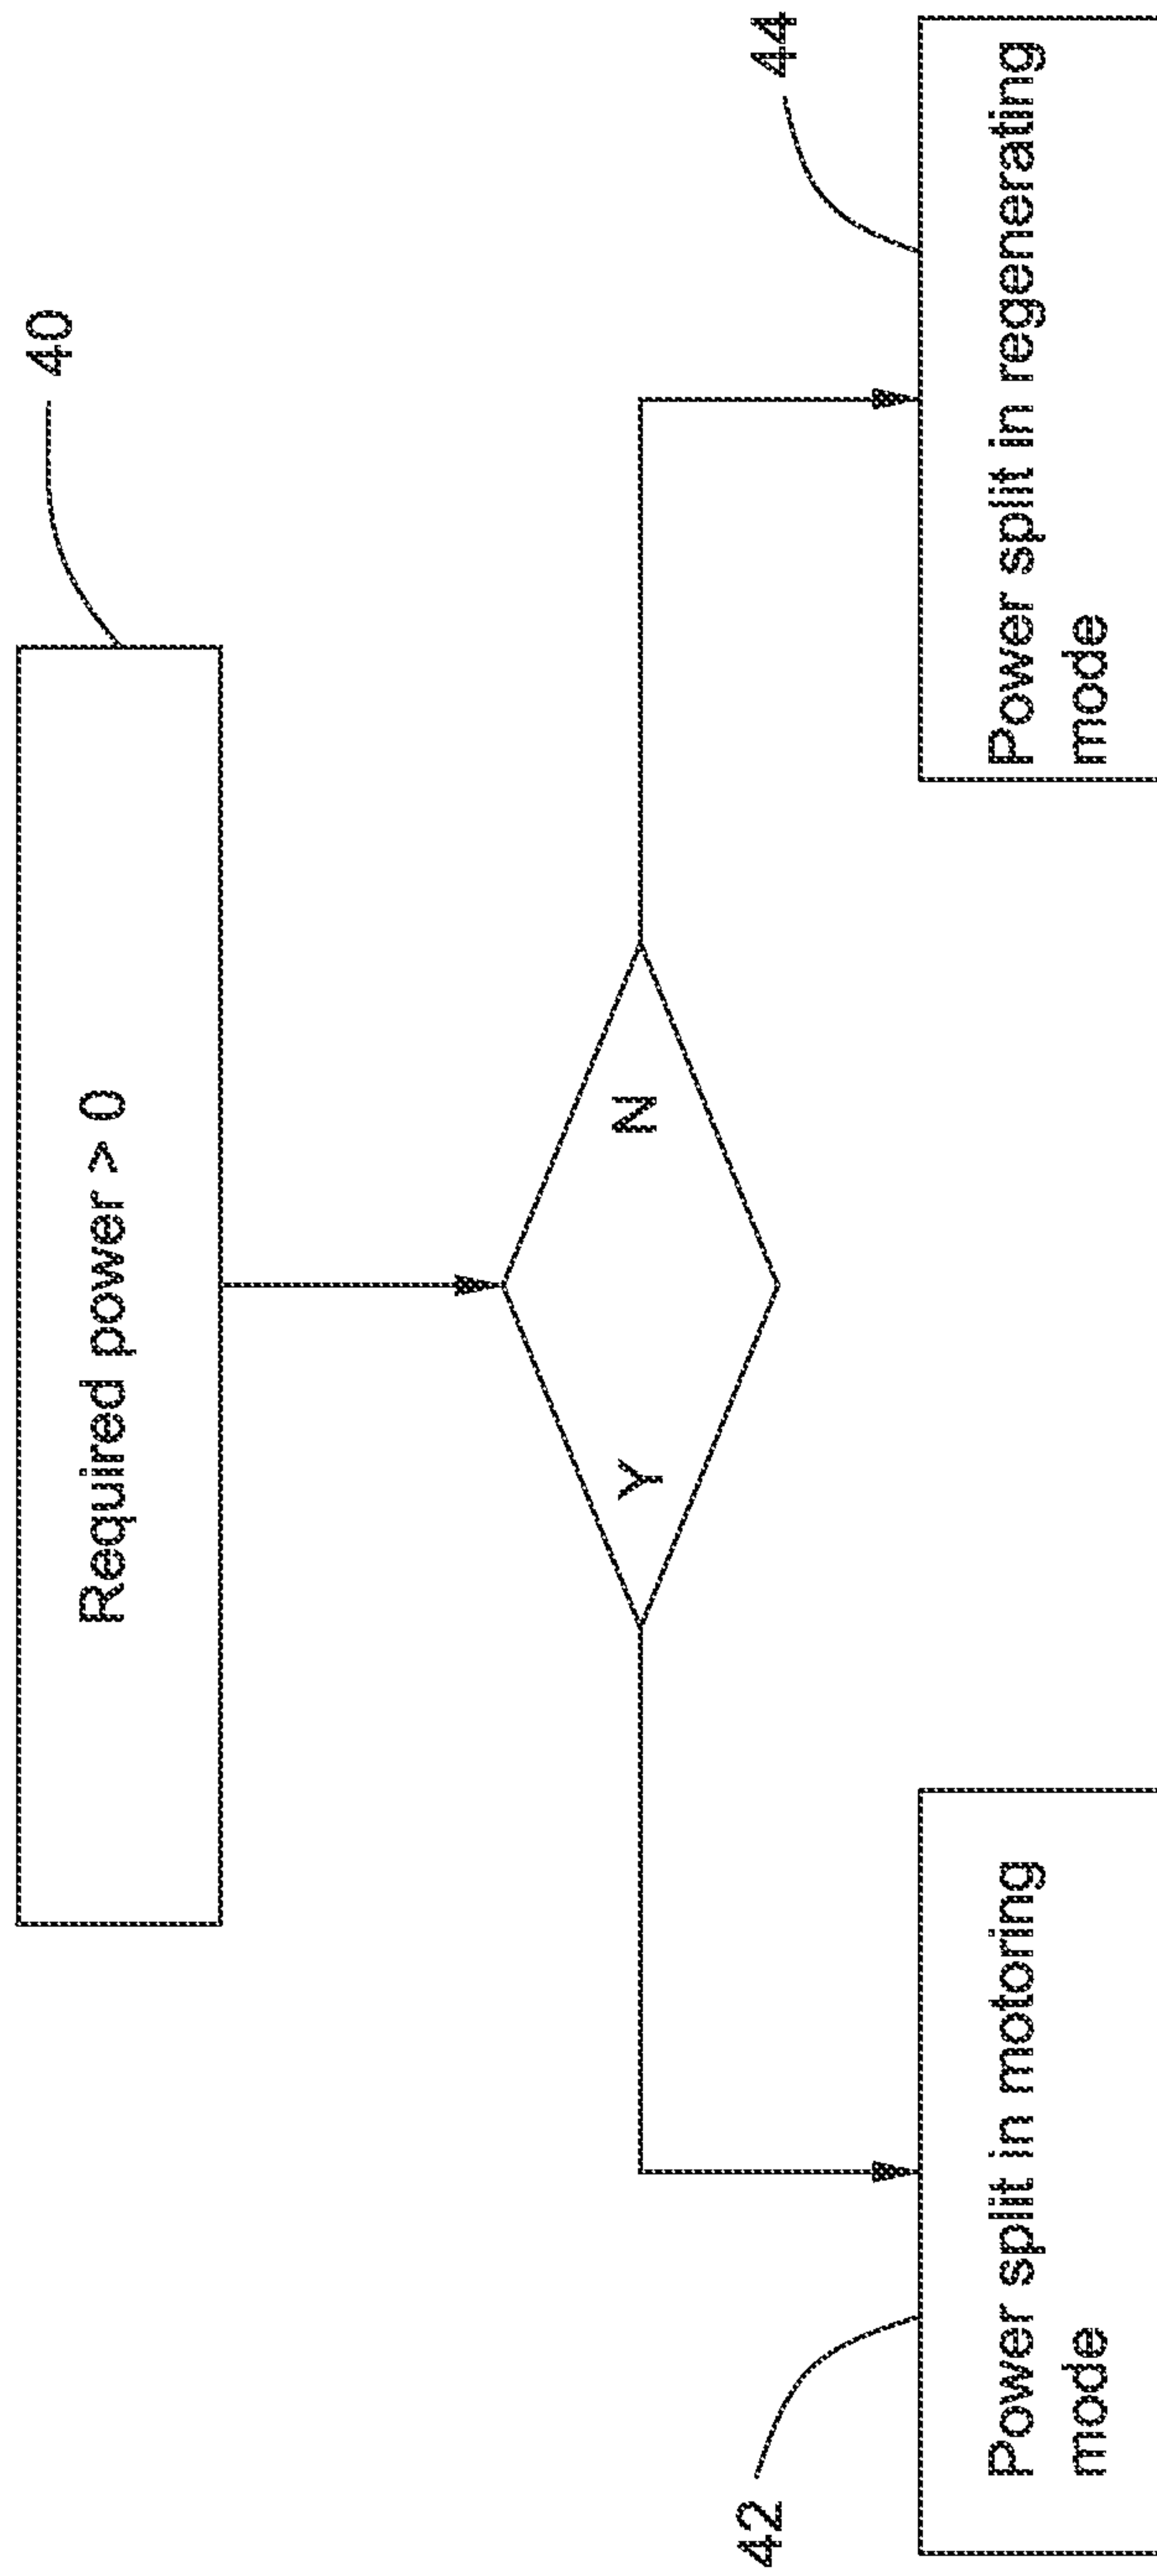 40
Required power > 0
Y
N
42
44
Power split in motoring
mode
Power split in regenerating
mode